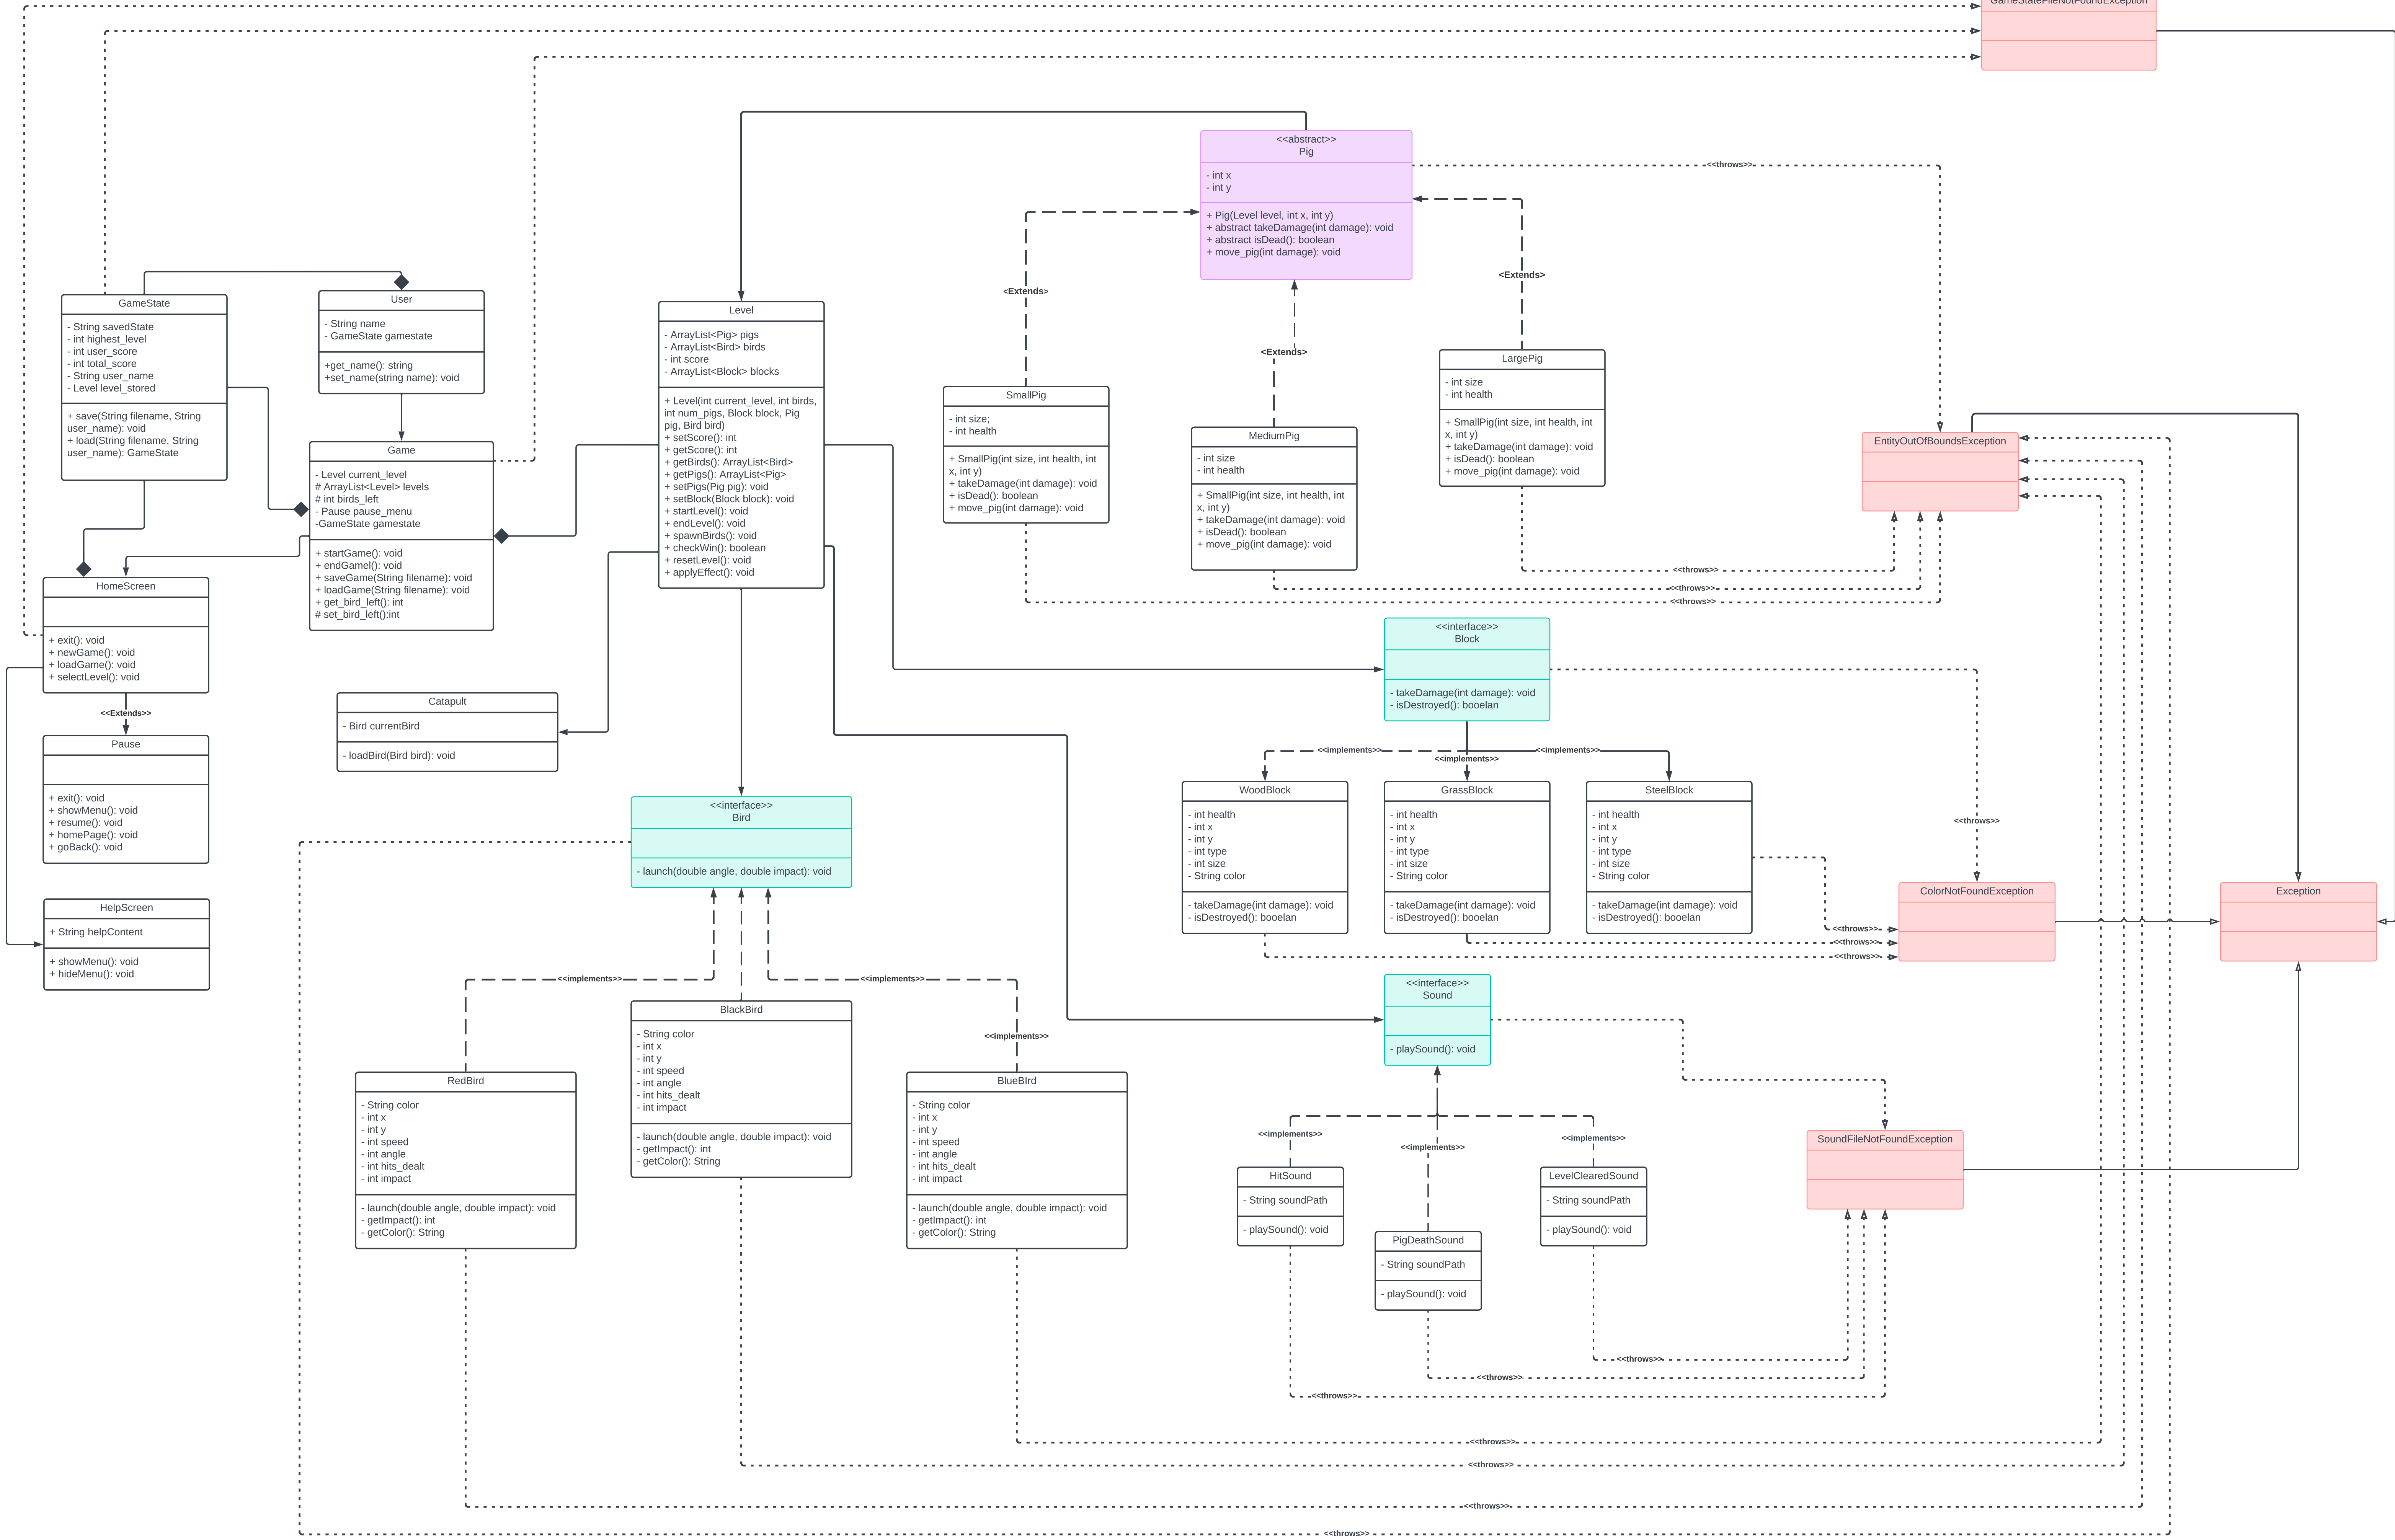 GameStateFileNotFoundException
<<abstract>>
Pig
- int x
- int y
+ Pig(Level level, int x, int y)
+ abstract takeDamage(int damage): void
+ abstract isDead(): boolean
+ move_pig(int damage): void
<<throws>>
<Extends>
<Extends>
<Extends>
GameState
- String savedState
- int highest_level
- int user_score
- int total_score
- String user_name
- Level level_stored
+ save(String filename, String
user_name): void
+ load(String filename, String
user_name): GameState
User
- String name
- GameState gamestate
+get_name(): string
+set_name(string name): void
Game
- Level current_level
# ArrayList<Level> levels
# int birds_left
- Pause pause_menu
-GameState gamestate
+ startGame(): void
+ endGamel(): void
+ saveGame(String filename): void
+ loadGame(String filename): void
+ get_bird_left(): int
# set_bird_left():int
Level
- ArrayList<Pig> pigs
- ArrayList<Bird> birds
- int score
- ArrayList<Block> blocks
+ Level(int current_level, int birds,
int num_pigs, Block block, Pig
pig, Bird bird)
+ setScore(): int
+ getScore(): int
+ getBirds(): ArrayList<Bird>
+ getPigs(): ArrayList<Pig>
+ setPigs(Pig pig): void
+ setBlock(Block block): void
+ startLevel(): void
+ endLevel(): void
+ spawnBirds(): void
+ checkWin(): boolean
+ resetLevel(): void
+ applyEffect(): void
SmallPig
- int size;
- int health
+ SmallPig(int size, int health, int
x, int y)
+ takeDamage(int damage): void
+ isDead(): boolean
+ move_pig(int damage): void
MediumPig
- int size
- int health
+ SmallPig(int size, int health, int
x, int y)
+ takeDamage(int damage): void
+ isDead(): boolean
+ move_pig(int damage): void
LargePig
- int size
- int health
+ SmallPig(int size, int health, int
x, int y)
+ takeDamage(int damage): void
+ isDead(): boolean
+ move_pig(int damage): void
EntityOutOfBoundsException
<<throws>>
<<throws>>
<<throws>>
HomeScreen
+ exit(): void
+ newGame(): void
+ loadGame(): void
+ selectLevel(): void
<<Extends>>
Pause
+ exit(): void
+ showMenu(): void
+ resume(): void
+ homePage(): void
+ goBack(): void
HelpScreen
+ String helpContent
+ showMenu(): void
+ hideMenu(): void
Catapult
- Bird currentBird
- loadBird(Bird bird): void
<<interface>>
Block
- takeDamage(int damage): void
- isDestroyed(): booelan
<<implements>>
<<implements>>
<<implements>>
WoodBlock
- int health
- int x
- int y
- int type
- int size
- String color
- takeDamage(int damage): void
- isDestroyed(): booelan
GrassBlock
- int health
- int x
- int y
- int type
- int size
- String color
- takeDamage(int damage): void
- isDestroyed(): booelan
SteelBlock
- int health
- int x
- int y
- int type
- int size
- String color
- takeDamage(int damage): void
- isDestroyed(): booelan
<<throws>>
<<throws>>
<<throws>>
<<throws>>
ColorNotFoundException
Exception
<<interface>>
Bird
- launch(double angle, double impact): void
<<implements>>
<<implements>>
<<implements>>
RedBird
- String color
- int x
- int y
- int speed
- int angle
- int hits_dealt
- int impact
- launch(double angle, double impact): void
- getImpact(): int
- getColor(): String
BlackBird
- String color
- int x
- int y
- int speed
- int angle
- int hits_dealt
- int impact
- launch(double angle, double impact): void
- getImpact(): int
- getColor(): String
BlueBIrd
- String color
- int x
- int y
- int speed
- int angle
- int hits_dealt
- int impact
- launch(double angle, double impact): void
- getImpact(): int
- getColor(): String
<<interface>>
Sound
- playSound(): void
<<implements>>
<<implements>>
<<implements>>
HitSound
- String soundPath
- playSound(): void
PigDeathSound
- String soundPath
- playSound(): void
LevelClearedSound
- String soundPath
- playSound(): void
SoundFileNotFoundException
<<throws>>
<<throws>>
<<throws>>
<<throws>>
<<throws>>
<<throws>>
<<throws>>